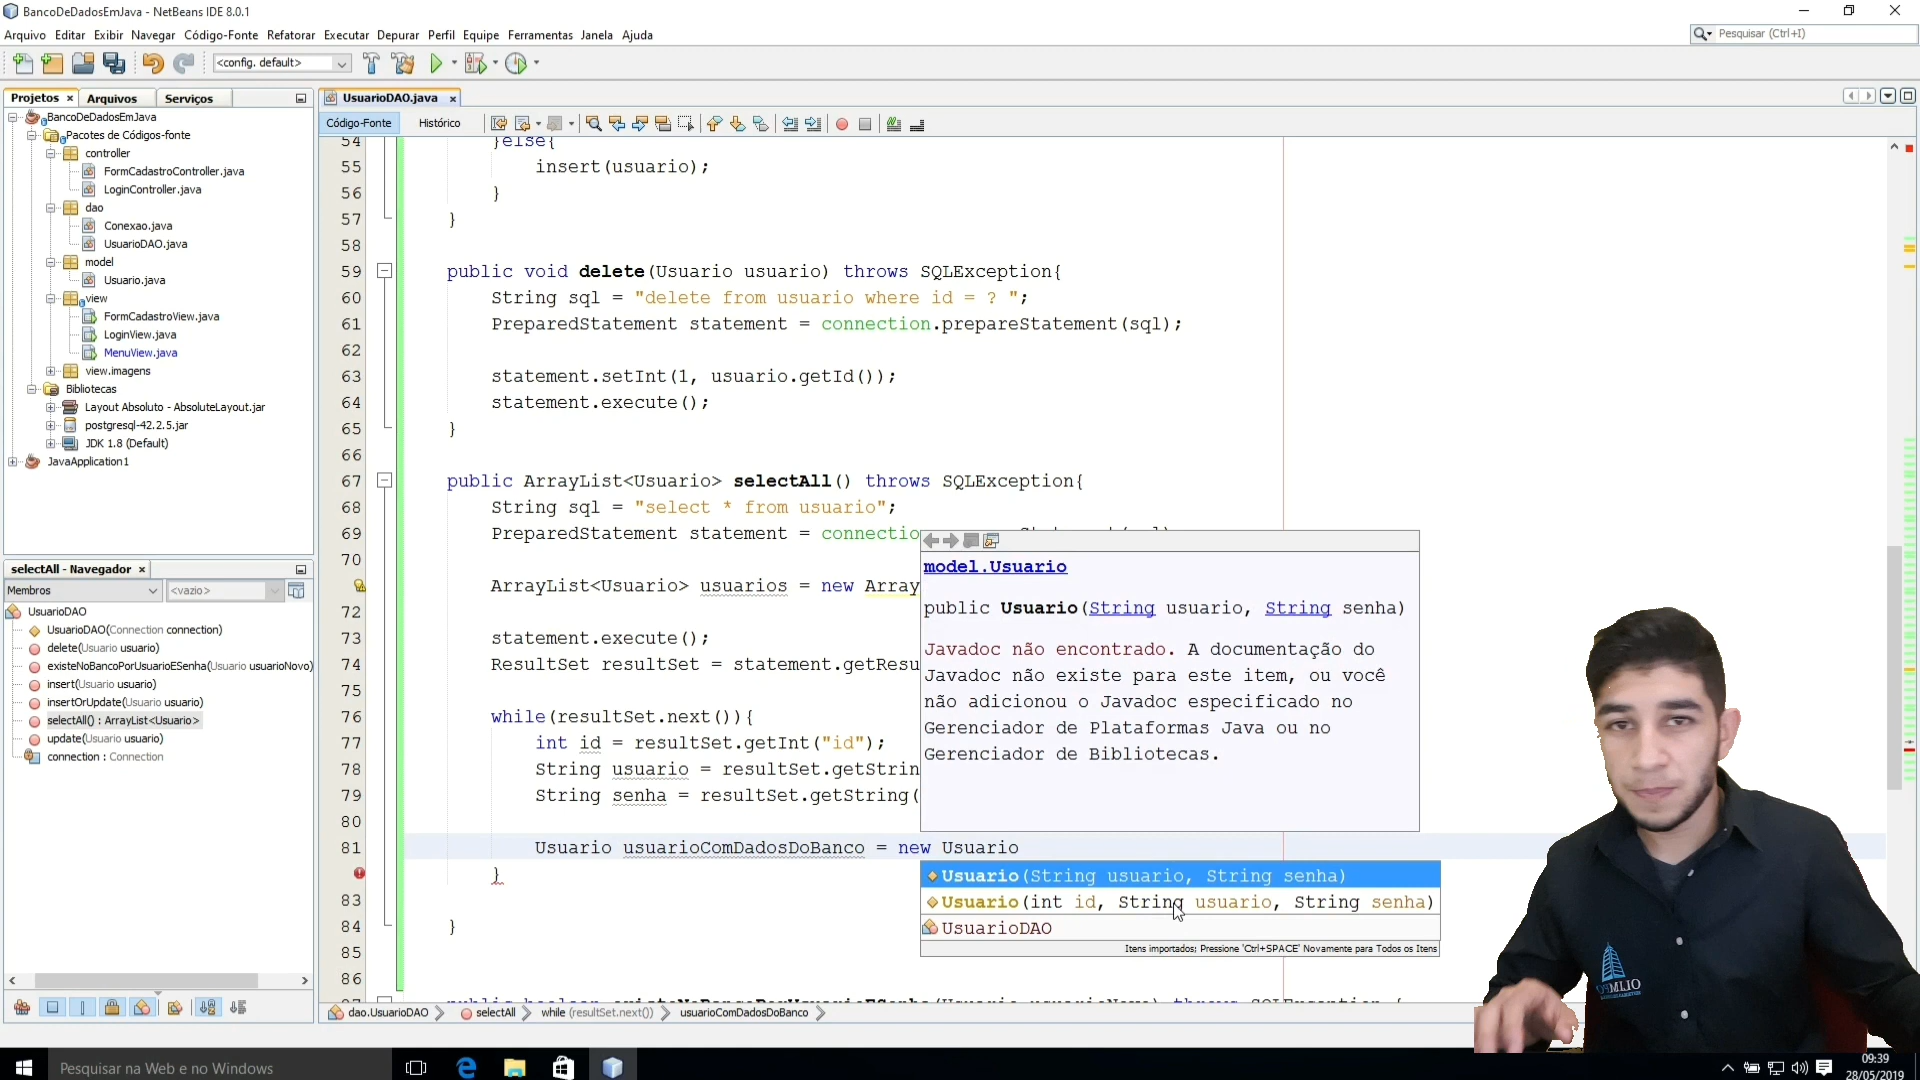 BancoDeDadosEmJava - NetBeans IDE 8.0.1
Arquivo Editar Exibir Navegar Código-Fonte Refatorar Executar Depurar Perfil Equipe Ferramentas Janela Ajuda
Pesquisar (Ctrl+I)
<config. default>
Projetos Arquivos Serviços
UsuarioDAO.java
Código-Fonte Histórico
BancoDeDadosEmJava
Pacotes de Códigos-fonte
controller
FormCadastroController.java
LoginController.java
dao
Conexao.java
UsuarioDAO.java
model
Usuario.java
view
FormCadastroView.java
LoginView.java
MenuView.java
view.imagens
Bibliotecas
Layout Absoluto - AbsoluteLayout.jar
postgresql-42.2.5.jar
JDK 1.8 (Default)
JavaApplication1
selectAll - Navegador
Membros <vazio>
UsuarioDAO
UsuarioDAO(Connection connection)
delete(Usuario usuario)
existeNoBancoPorUsuarioESenha(Usuario usuarioNovo)
insert(Usuario usuario)
insertOrUpdate(Usuario usuario)
selectAll() : ArrayList<Usuario>
update(Usuario usuario)
connection : Connection
54 }else{
55 insert(usuario);
56 }
57 }
58
59 public void delete(Usuario usuario) throws SQLException{
60 String sql = "delete from usuario where id = ? ";
61 PreparedStatement statement = connection.prepareStatement(sql);
62
63 statement.setInt(1, usuario.getId());
64 statement.execute();
65 }
66
67 public ArrayList<Usuario> selectAll() throws SQLException{
68 String sql = "select * from usuario";
69 PreparedStatement statement = connectio
70
ArrayList<Usuario> usuarios = new Array
72
73 statement.execute();
74 ResultSet resultSet = statement.getResu
75
76 while(resultSet.next()){
77 int id = resultSet.getInt("id");
78 String usuario = resultSet.getStrin
79 String senha = resultSet.getString(
80
81 Usuario usuarioComDadosDoBanco = new Usuario
}
83
84 }
85
86
model.Usuario
public Usuario(String usuario, String senha)
Javadoc não encontrado. A documentação do
Javadoc não existe para este item, ou você
não adicionou o Javadoc especificado no
Gerenciador de Plataformas Java ou no
Gerenciador de Bibliotecas.
Usuario(String usuario, String senha)
Usuario(int id, String usuario, String senha)
UsuarioDAO
Itens importados; Pressione 'Ctrl+SPACE' Novamente para Todos os Itens
dao.UsuarioDAO selectAll while (resultSet.next()) usuarioComDadosDoBanco
Pesquisar na Web e no Windows
09:39
28/05/2019